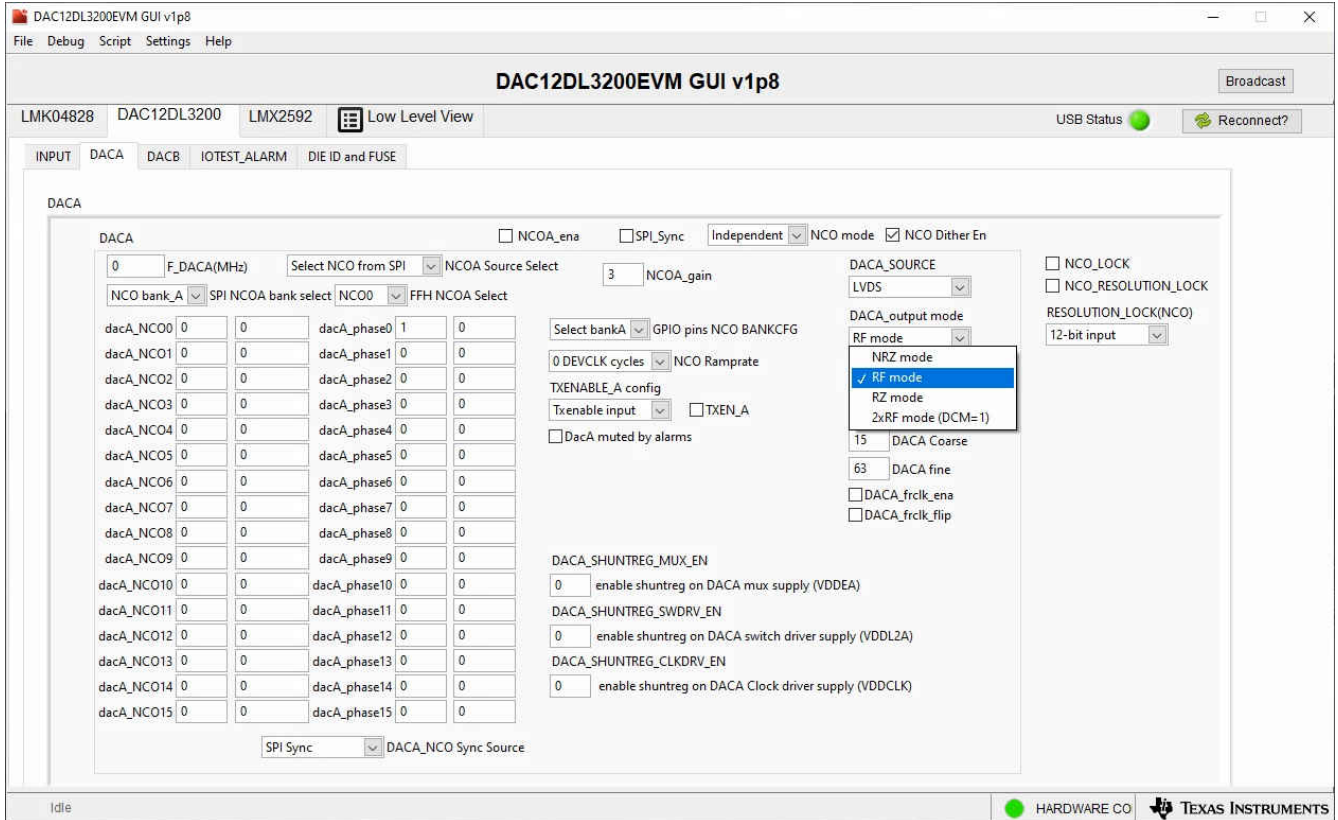 DAC12DL3200EVM GUI v1p8
File Debug Script Settings Help
DAC12DL3200EVM GUI v1p8
Broadcast
LMK04828 DAC12DL3200 LMX2592 Low Level View USB Status Reconnect?
INPUT DACA DACB IOTEST_ALARM DIE ID and FUSE
DACA
DACA NCOA_ena SPI_Sync Independent NCO mode NCO Dither En
0 F_DACA(MHz) Select NCO from SPI NCOA Source Select 3 NCOA_gain DACA_SOURCE NCO_LOCK
NCO bank_A SPI NCOA bank select NCO0 FFH NCOA Select LVDS NCO_RESOLUTION_LOCK
DACA_output mode RESOLUTION_LOCK(NCO)
dacA_NCO0 0 0 dacA_phase0 1 0 Select bankA GPIO pins NCO BANKCFG RF mode 12-bit input
dacA_NCO1 0 0 dacA_phase1 0 0 0 DEVCLK cycles NCO Ramprate NRZ mode
dacA_NCO2 0 0 dacA_phase2 0 0 TXENABLE_A config RF mode
dacA_NCO3 0 0 dacA_phase3 0 0 Txenable input TXEN_A RZ mode
2xRF mode (DCM=1)
dacA_NCO4 0 0 dacA_phase4 0 0 DacA muted by alarms 15 DACA Coarse
dacA_NCO5 0 0 dacA_phase5 0 0 63 DACA fine
dacA_NCO6 0 0 dacA_phase6 0 0 DACA_frclk_ena
dacA_NCO7 0 0 dacA_phase7 0 0 DACA_frclk_flip
dacA_NCO8 0 0 dacA_phase8 0 0
dacA_NCO9 0 0 dacA_phase9 0 0 DACA_SHUNTREG_MUX_EN
dacA_NCO10 0 0 dacA_phase10 0 0 0 enable shuntreg on DACA mux supply (VDDEA)
dacA_NCO11 0 0 dacA_phase11 0 0 DACA_SHUNTREG_SWDRV_EN
dacA_NCO12 0 0 dacA_phase12 0 0 0 enable shuntreg on DACA switch driver supply (VDDL2A)
dacA_NCO13 0 0 dacA_phase13 0 0 DACA_SHUNTREG_CLKDRV_EN
dacA_NCO14 0 0 dacA_phase14 0 0 0 enable shuntreg on DACA Clock driver supply (VDDCLK)
dacA_NCO15 0 0 dacA_phase15 0 0
SPI Sync DACA_NCO Sync Source
Idle HARDWARE CO TEXAS INSTRUMENTS